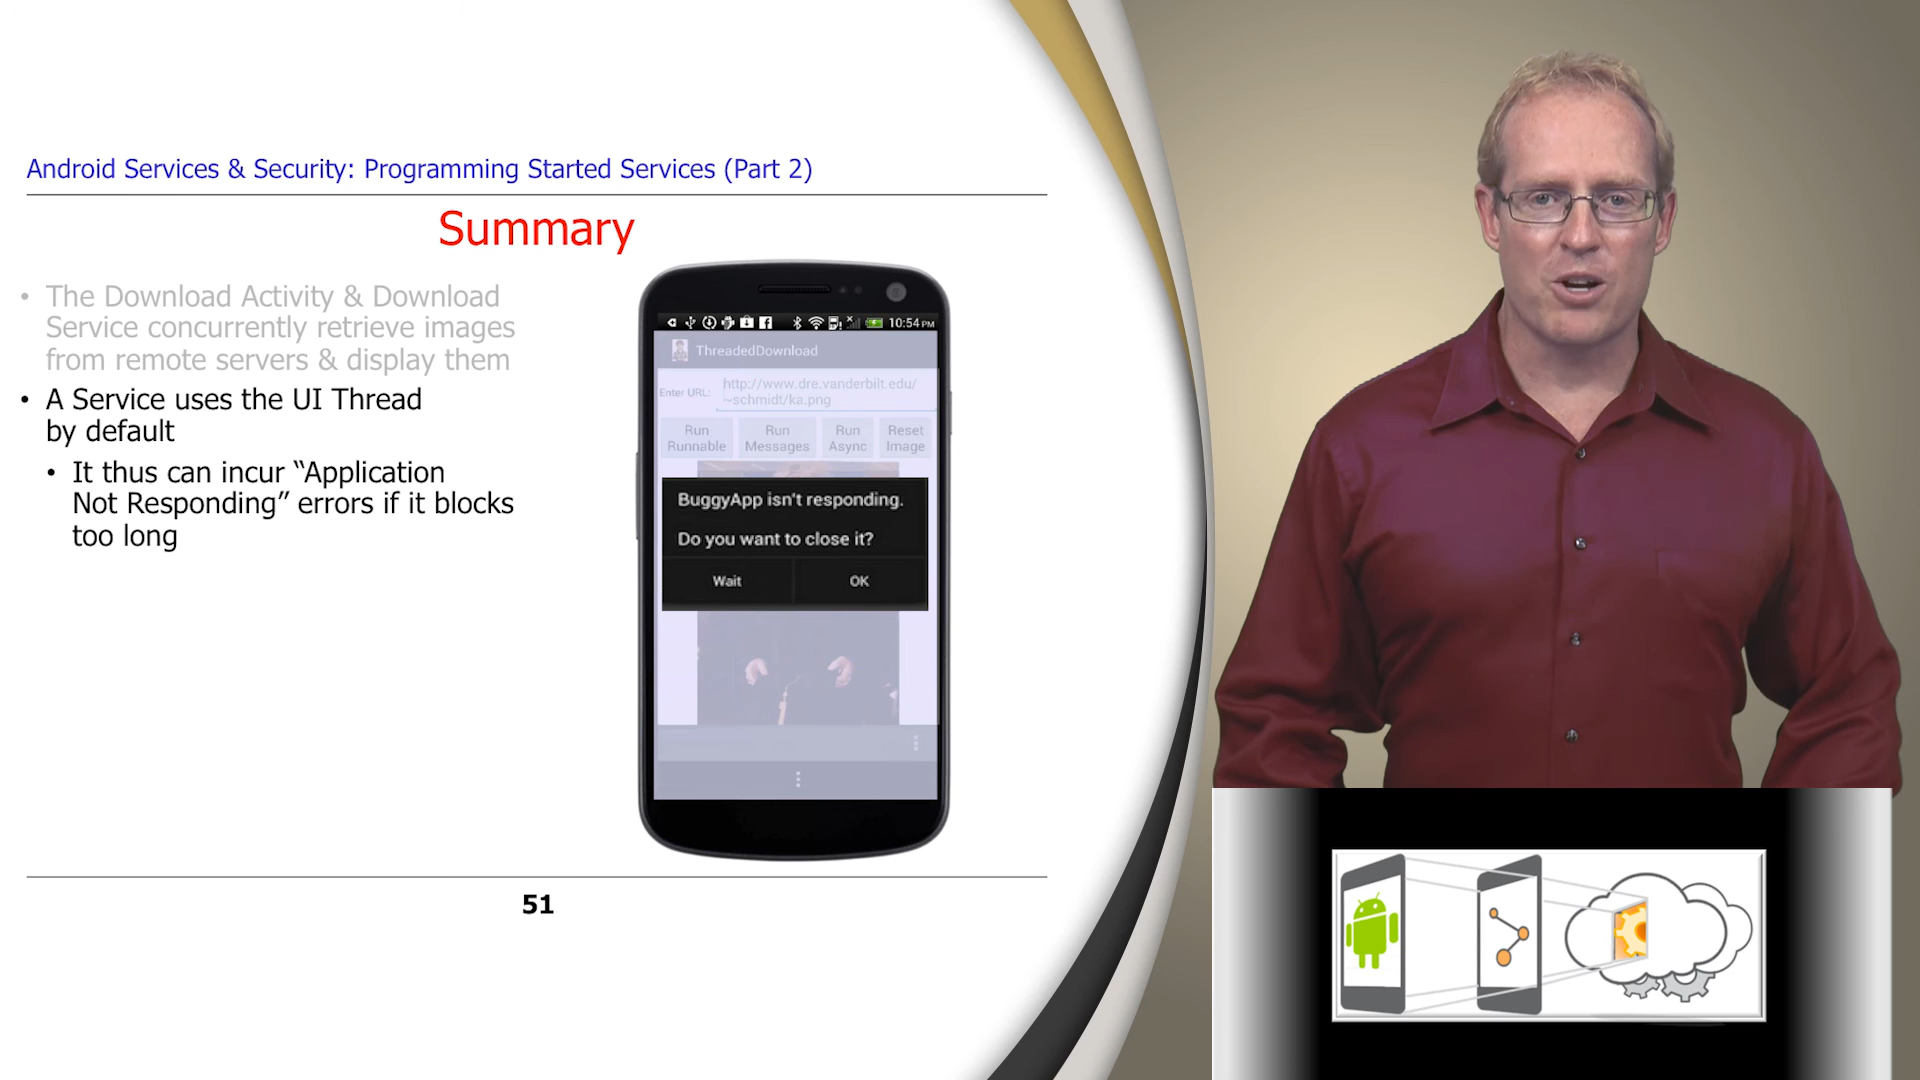 Android Services & Security: Programming Started Services (Part 2)
Summary
• The Download Activity & Download
Service concurrently retrieve images
from remote servers & display them
• A Service uses the UI Thread
by default
• It thus can incur “Application
Not Responding” errors if it blocks
too long
10:54 PM
ThreadedDownload
Enter URL:
http://www.dre.vanderbilt.edu/
~schmidt/ka.png
Run
Runnable
Run
Messages
Run
Async
Reset
Image
BuggyApp isn't responding.
Do you want to close it?
Wait
OK
51